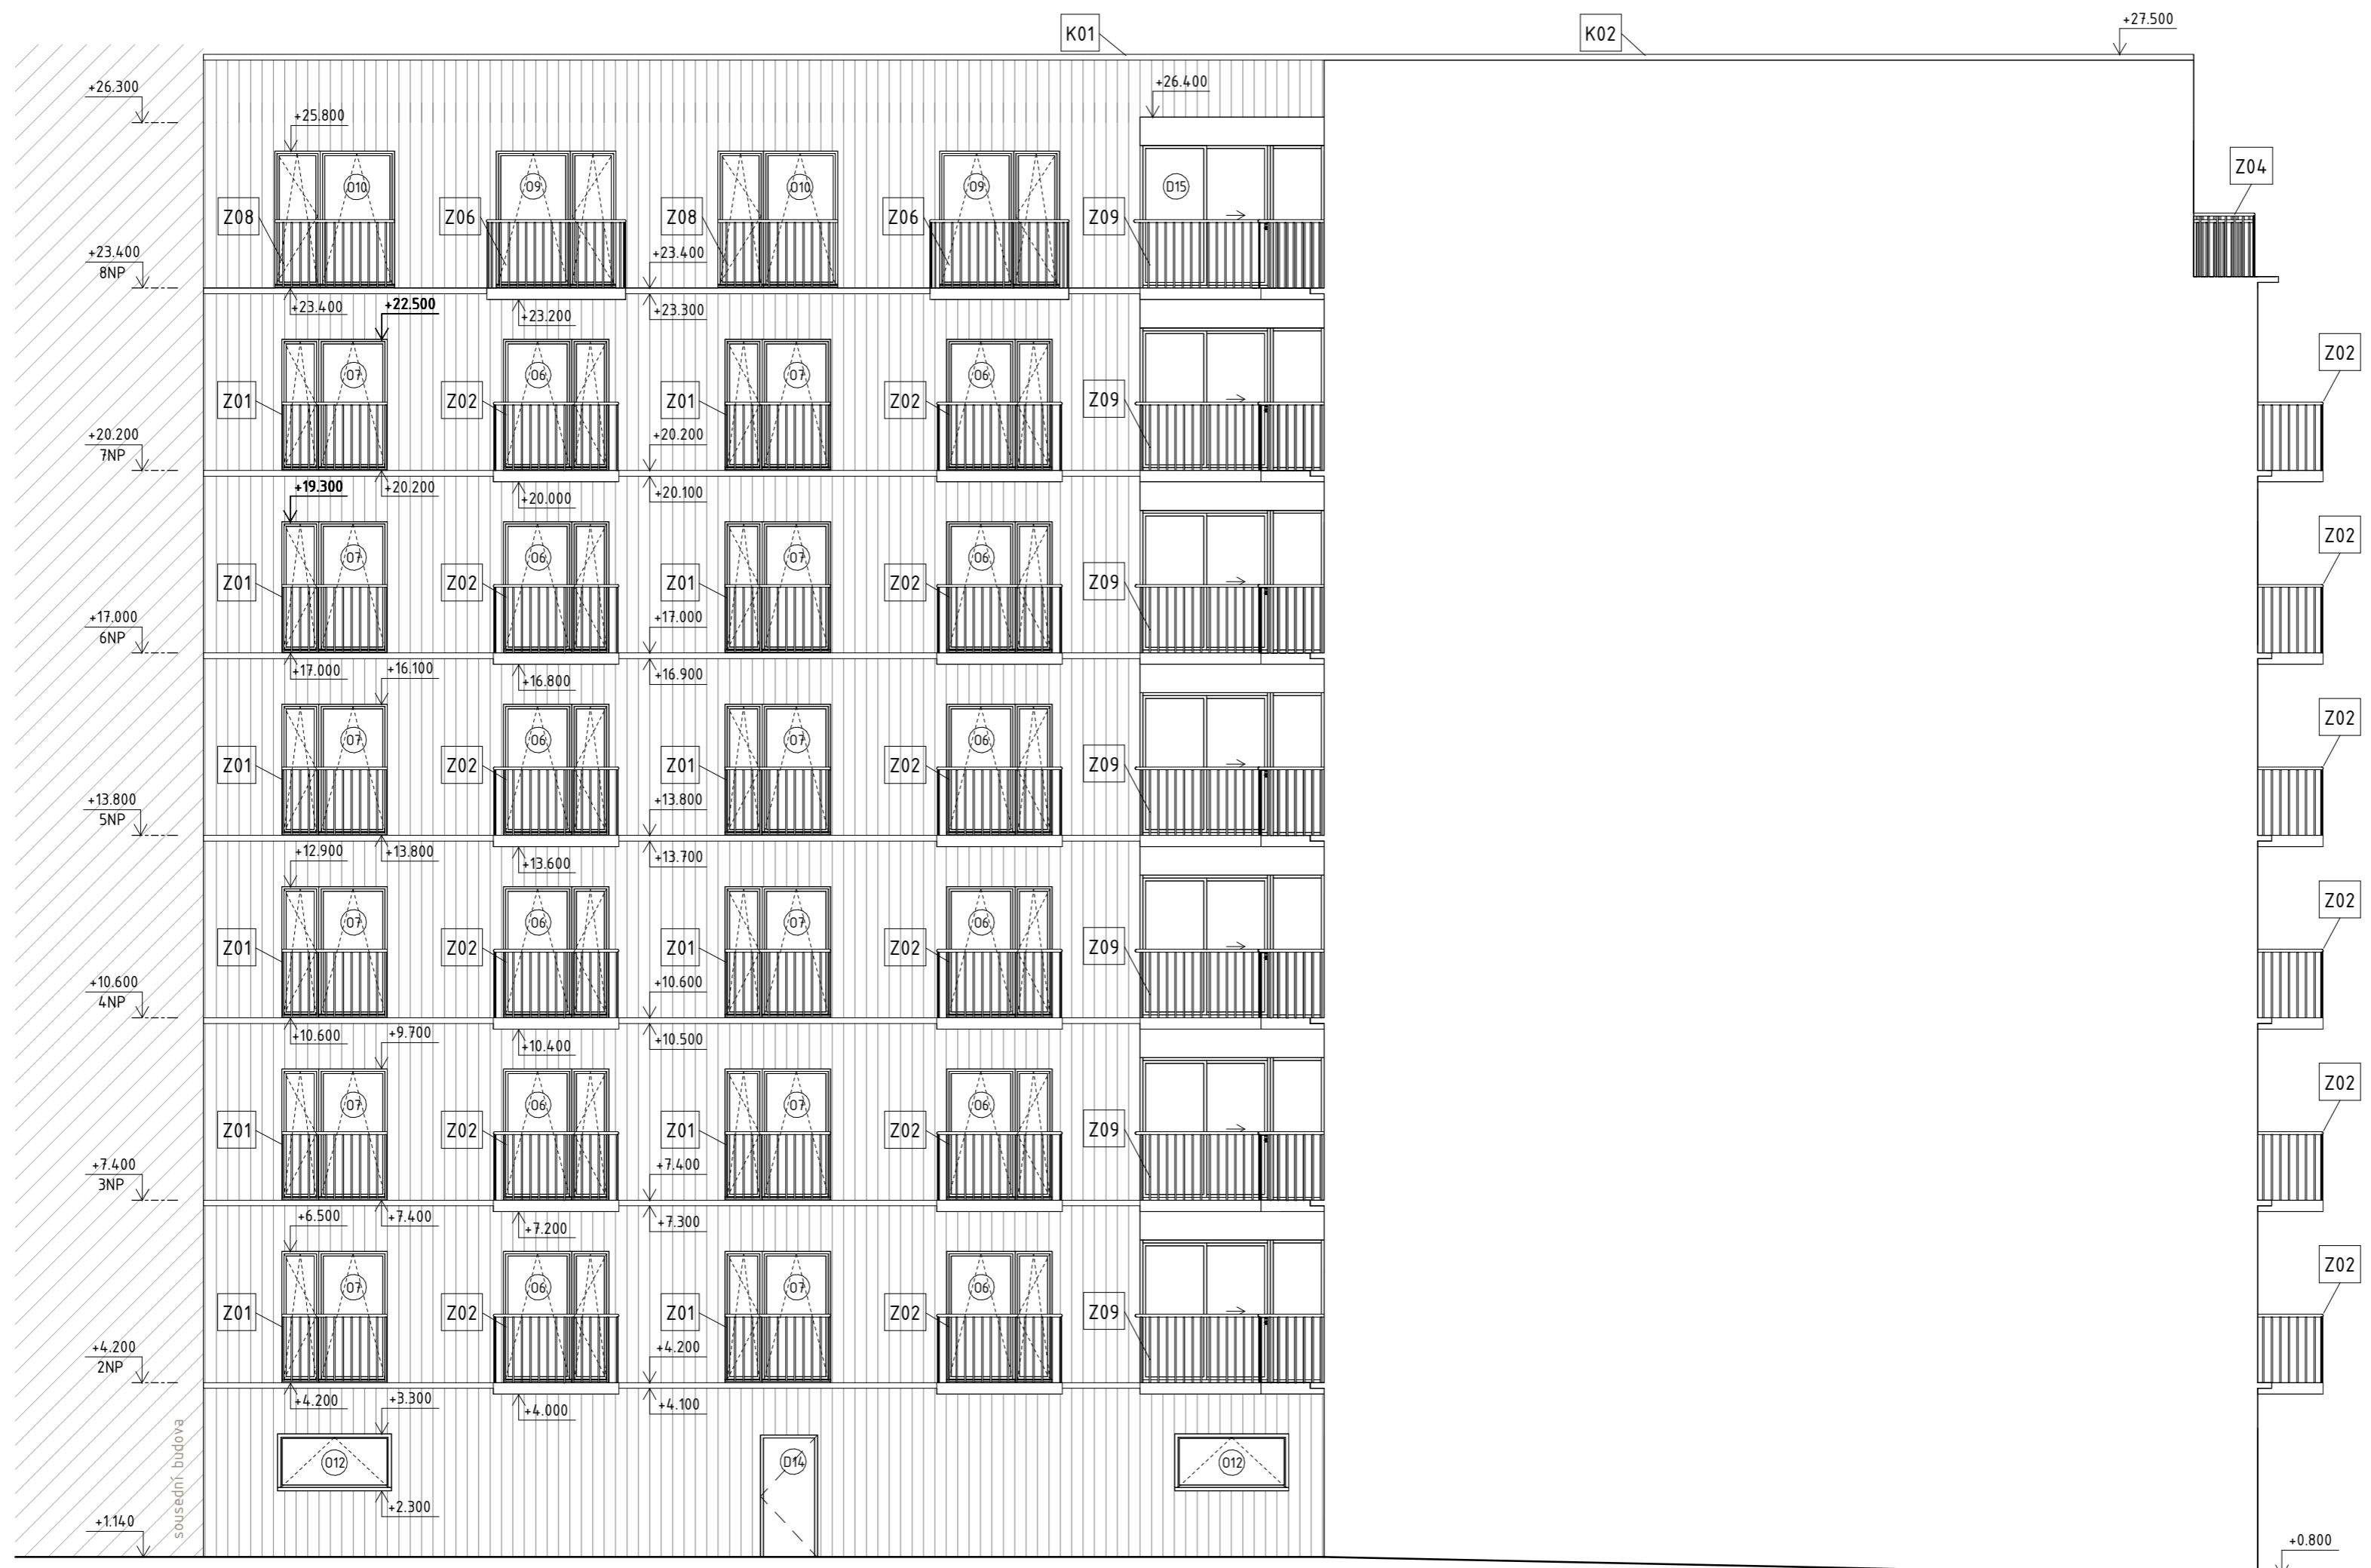 K01
K02
+27.500
+26.300
+26.400
+25.800
Z04
O10
O9
O10
O9
D15
Z08
Z06
Z08
Z06
Z09
+23.400
8NP
+23.400
+23.400
+22.500
+23.200
+23.300
Z02
O7
O6
O7
O6
Z01
Z02
Z01
Z02
Z09
+20.200
7NP
+20.200
+19.300
+20.200
+20.000
+20.100
Z02
O7
O6
O7
O6
Z01
Z02
Z01
Z02
Z09
+17.000
6NP
+17.000
+17.000
+16.100
+16.800
+16.900
Z02
O7
O6
O7
O6
Z01
Z02
Z01
Z02
Z09
+13.800
5NP
+13.800
+12.900
+13.800
+13.600
+13.700
Z02
O7
O6
O7
O6
Z01
Z02
Z01
Z02
Z09
+10.600
4NP
+10.600
+10.600
+9.700
+10.400
+10.500
Z02
O7
O6
O7
O6
Z01
Z02
Z01
Z02
Z09
+7.400
3NP
+7.400
+6.500
+7.400
+7.200
+7.300
Z02
O7
O6
O7
O6
Z01
Z02
Z01
Z02
Z09
+4.200
2NP
+4.200
+4.200
+3.300
+4.000
+4.100
sousední budova
O12
D14
O12
+2.300
+1.140
+0.800